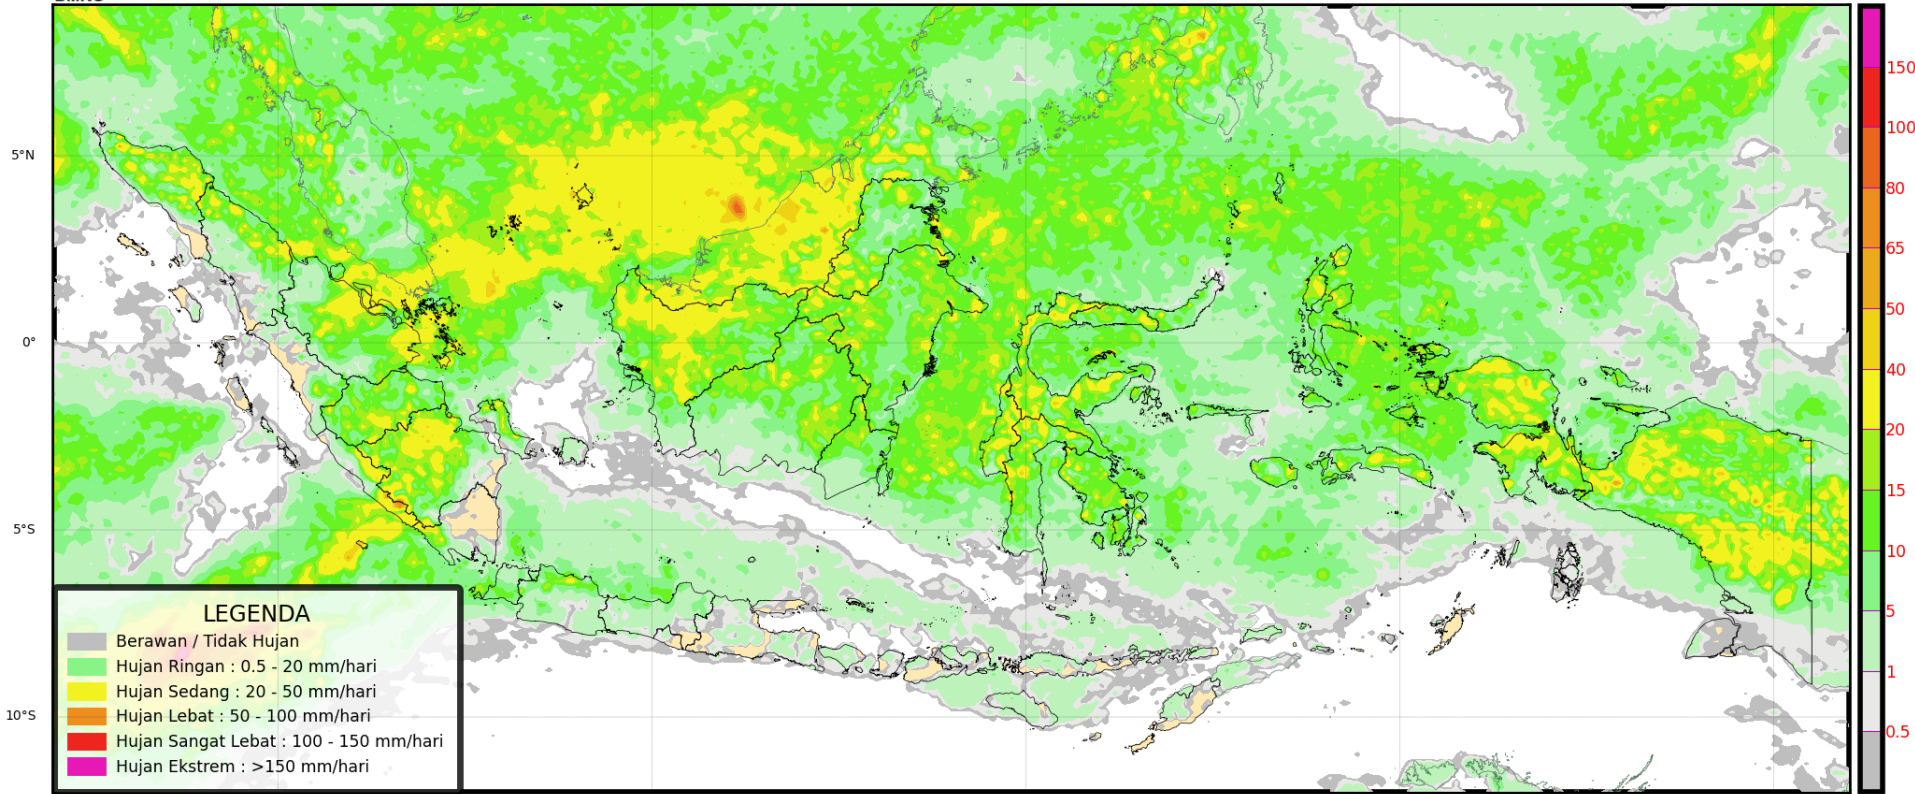 5°N
0°
5°S
10°S
LEGENDA
Berawan / Tidak Hujan
Hujan Ringan : 0.5 - 20 mm/hari
Hujan Sedang : 20 - 50 mm/hari
Hujan Lebat : 50 - 100 mm/hari
Hujan Sangat Lebat : 100 - 150 mm/hari
Hujan Ekstrem : >150 mm/hari
150
100
80
65
50
40
20
15
10
5
1
0.5